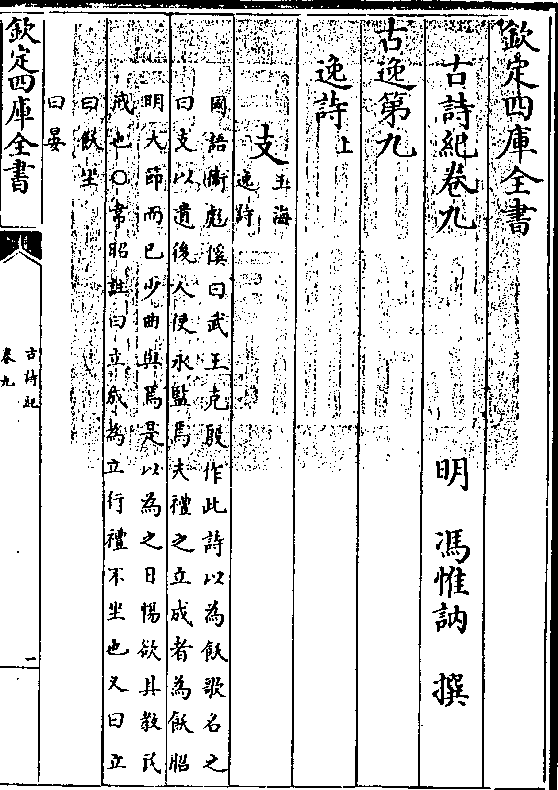 欽定四庫全書
古詩紀卷九
明 馮惟訥 撰
古逸第九
逸詩上
支 玉海逸詩
國語衛彪傒曰武王克殷作此詩以為飫歌名之
曰支以遺後人使永監焉夫禮之立成者為飫昭
明大節而已少曲與焉是以為之日惕欲其教民
戒也○韋昭註曰立成為立行禮不坐也又曰立
曰飫坐
曰宴
欽定四庫全書
古詩紀
卷九
一